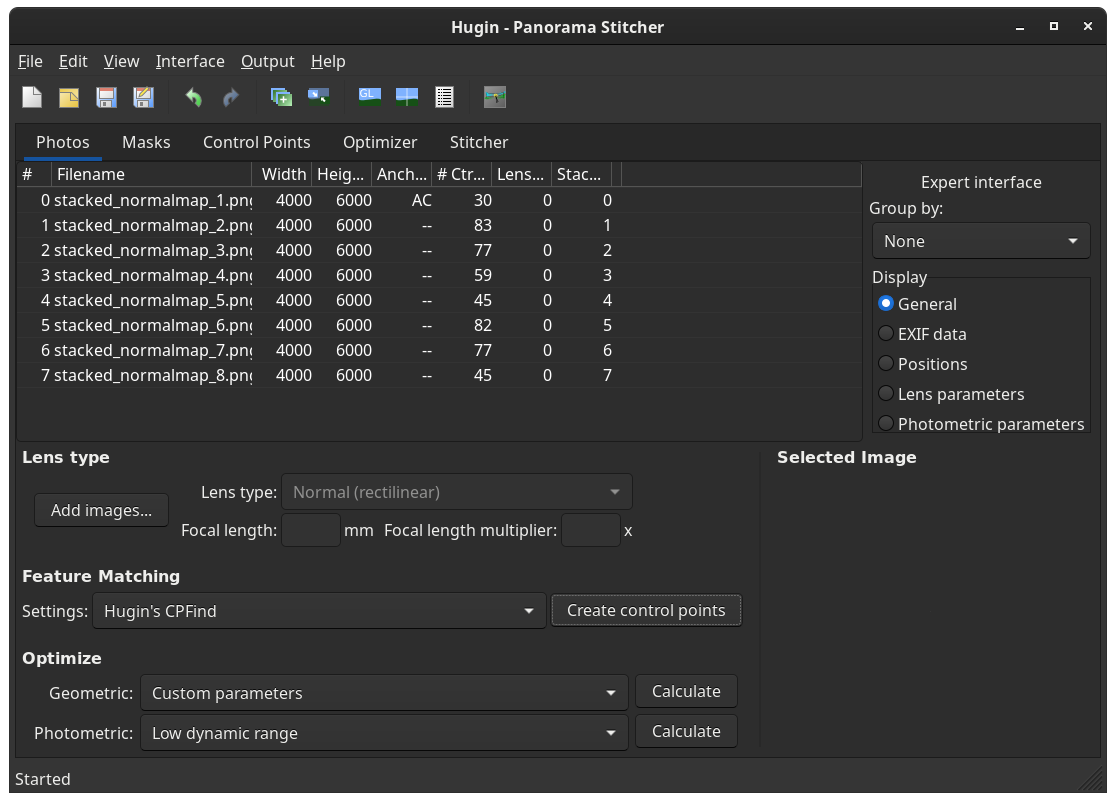 Hugin - Panorama Stitcher
File Edit View Interface Output Help
GL
Photos Masks Control Points Optimizer Stitcher
# Filename Width Heig... Anch... # Ctr... Lens... Stac...
0 stacked_normalmap_1.png 4000 6000 AC 30 0 0
1 stacked_normalmap_2.png 4000 6000 -- 83 0 1
2 stacked_normalmap_3.png 4000 6000 -- 77 0 2
3 stacked_normalmap_4.png 4000 6000 -- 59 0 3
4 stacked_normalmap_5.png 4000 6000 -- 45 0 4
5 stacked_normalmap_6.png 4000 6000 -- 82 0 5
6 stacked_normalmap_7.png 4000 6000 -- 77 0 6
7 stacked_normalmap_8.png 4000 6000 -- 45 0 7
Expert interface
Group by:
None
Display
General
EXIF data
Positions
Lens parameters
Photometric parameters
Lens type
Add images...
Lens type: Normal (rectilinear)
Focal length: mm Focal length multiplier: x
Selected Image
Feature Matching
Settings: Hugin's CPFind Create control points
Optimize
Geometric: Custom parameters Calculate
Photometric: Low dynamic range Calculate
Started